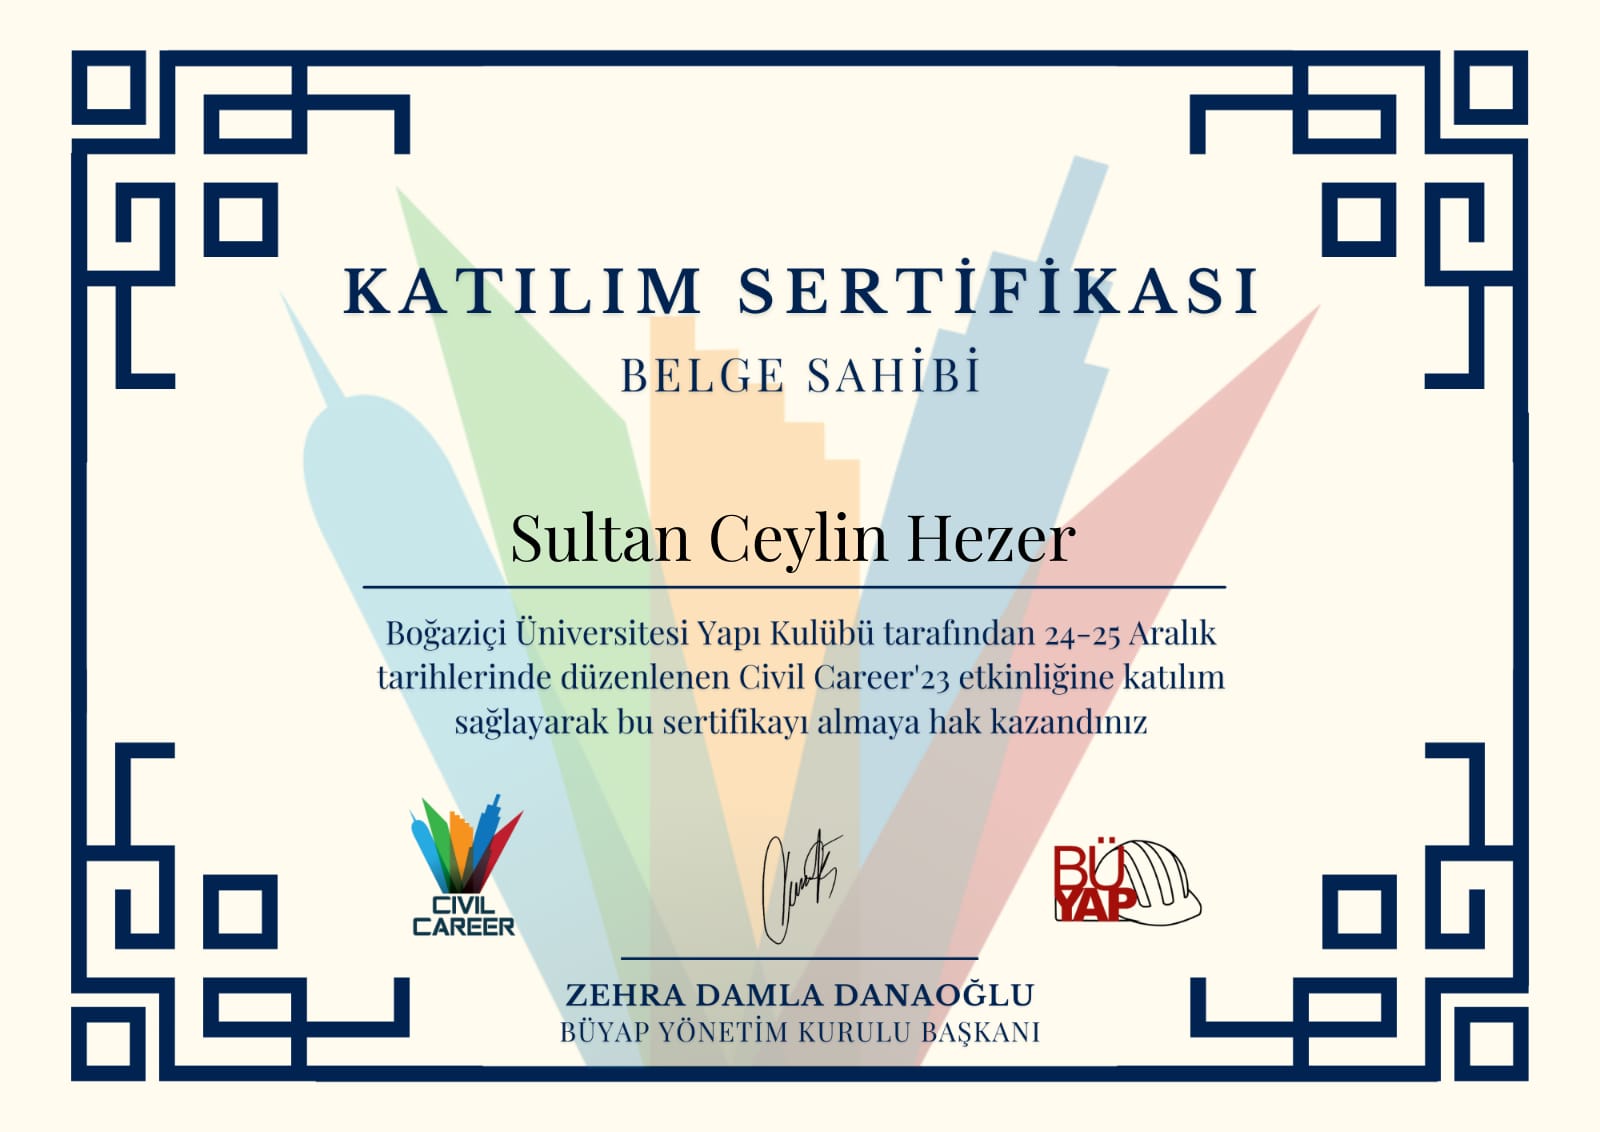 KATILIM SERTİFİKASI
BELGE SAHİBİ
Sultan Ceylin Hezer
Boğaziçi Üniversitesi Yapı Kulübü tarafından 24-25 Aralık
tarihlerinde düzenlenen Civil Career'23 etkinliğine katılım
sağlayarak bu sertifikayı almaya hak kazandınız
CIVIL
CAREER
BÜ
YAP
ZEHRA DAMLA DANAOĞLU
BÜYAP YÖNETİM KURULU BAŞKANI